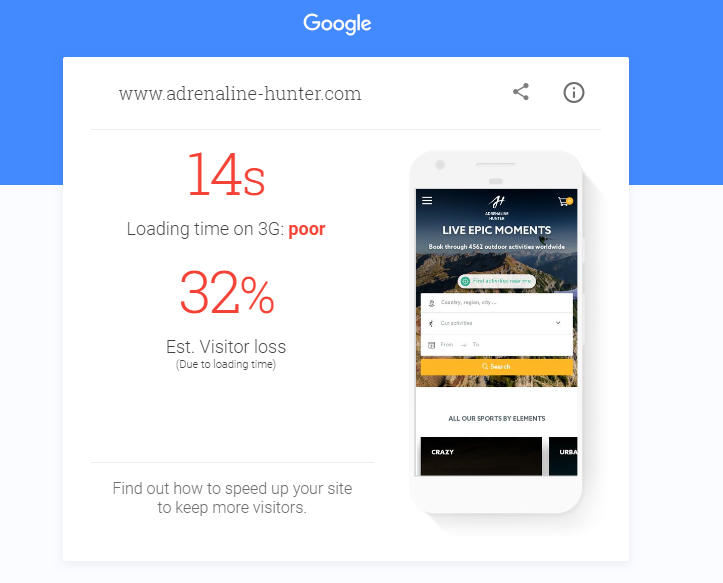 Google
www.adrenaline-hunter.com
14s
Loading time on 3G: poor
32%
Est. Visitor loss
(Due to loading time)
Find out how to speed up your site
to keep more visitors.
ADRENALINE
HUNTER
LIVE EPIC MOMENTS
Book through 4562 outdoor activities worldwide
Find activities near me
Country, region, city ...
Our activities
From → To
Search
ALL OUR SPORTS BY ELEMENTS
CRAZY
URBA